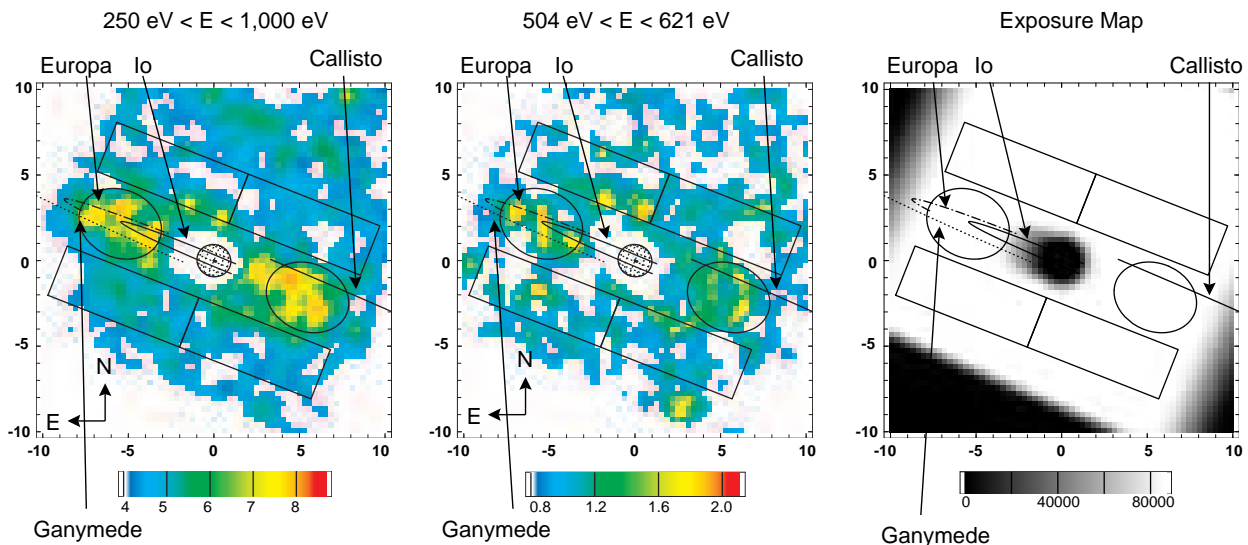 250 eV < E < 1,000 eV
504 eV < E < 621 eV
Exposure Map
Europa Io Callisto
Europa Io Callisto
Europa Io Callisto
10 10 10
5 5 5
0 0 0
-5 -5 -5
-10 -10 -10
N N
E E
-10 -5 0 5 10
-10 -5 0 5 10
-10 -5 0 5 10
4 5 6 7 8
0.8 1.2 1.6 2.0
0 40000 80000
Ganymede Ganymede Ganymede